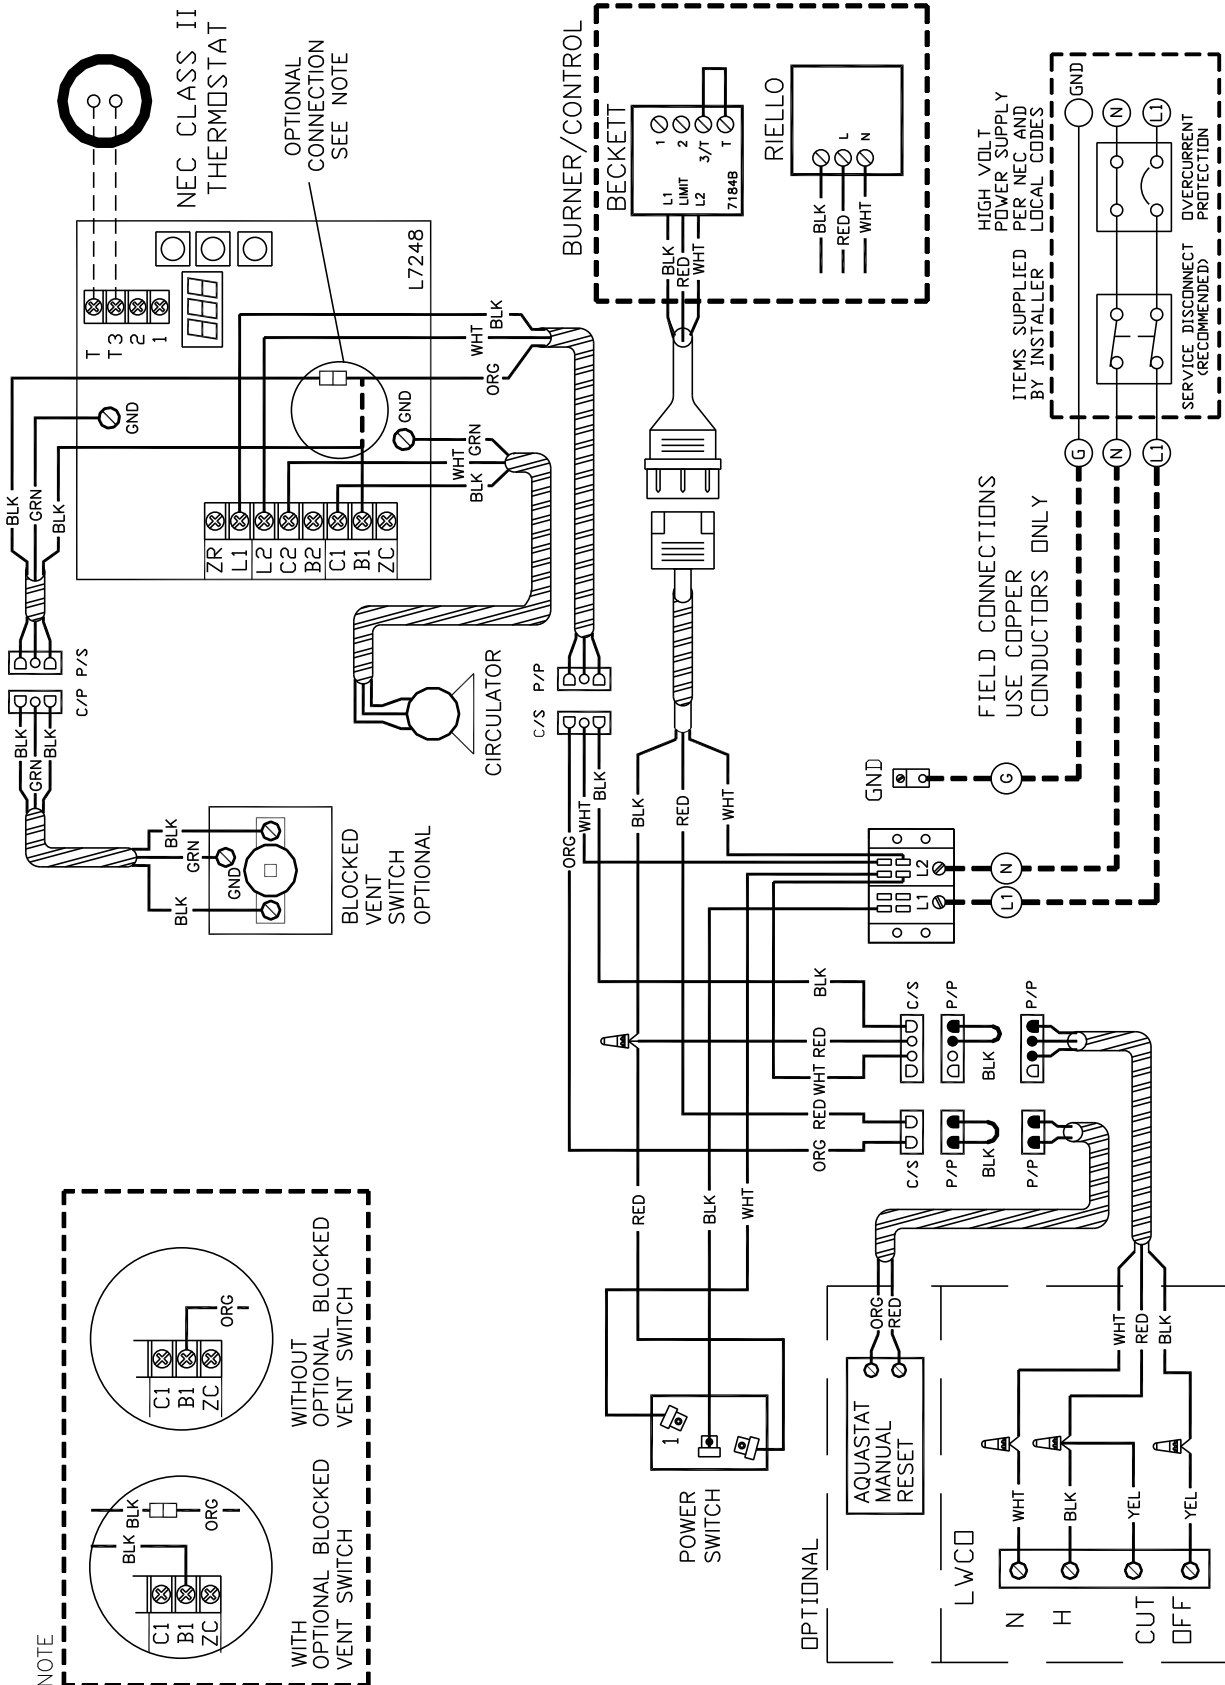 NEC CLASS II
THERMOSTAT
OPTIONAL
CONNECTION
SEE NOTE
L7248
T
T3
2
1
GND
GND
BLK
GRN
BLK
BLK
WHT
ORG
GRN
WHT
BLK
ZR
L1
L2
C2
B2
C1
B1
ZC
P/S
C/P
BLK
GRN
BLK
BLK
GRN
BLK
GND
BLOCKED
VENT
SWITCH
OPTIONAL
CIRCULATOR
P/P
C/S
ORG
WHT
BLK
BURNER/CONTROL
BECKETT
L1
LIMIT
L2
1
2
3/T
T
7184B
BLK
RED
WHT
RIELLO
L
N
BLK
RED
WHT
HIGH VOLT
POWER SUPPLY
PER NEC AND
LOCAL CODES
ITEMS SUPPLIED
BY INSTALLER
GND
N
L1
OVERCURRENT
PROTECTION
SERVICE DISCONNECT
(RECOMMENDED)
G
N
L1
FIELD CONNECTIONS
USE COPPER
CONDUCTORS ONLY
GND
G
N
L1
L2
L1
BLK
RED
WHT
BLK
RED
WHT
RED
ORG
C/S
P/P
BLK
P/P
C/S
P/P
BLK
P/P
RED
BLK
WHT
1
POWER
SWITCH
OPTIONAL
AQUASTAT
MANUAL
RESET
ORG
RED
LWCO
WHT
RED
BLK
WHT
BLK
YEL
YEL
N
H
CUT
OFF
NOTE
WITH
OPTIONAL BLOCKED
VENT SWITCH
C1
B1
ZC
BLK
BLK
ORG
WITHOUT
OPTIONAL BLOCKED
VENT SWITCH
C1
B1
ZC
ORG